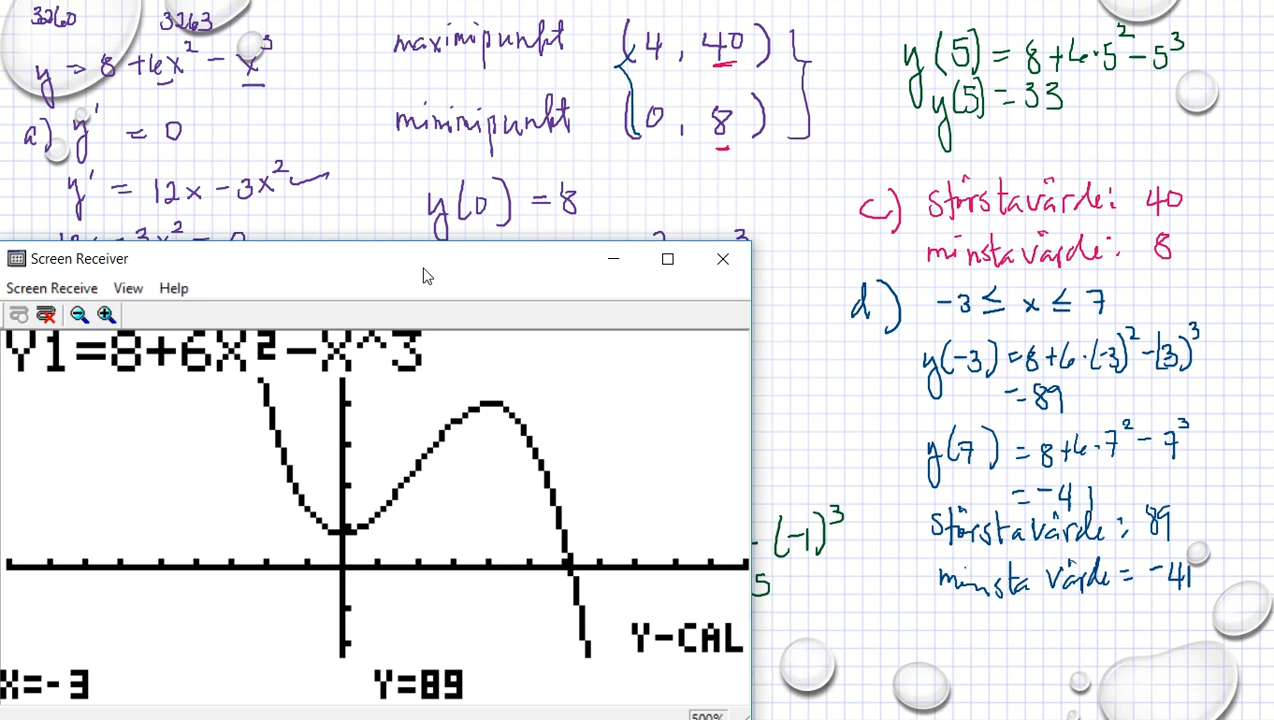 3260 3263
y = 8 + 6x² - x³
a) y' = 0
y' = 12x - 3x²
maximipunkt (4, 40)
minimipunkt (0, 8)
y(0) = 8
y(5) = 8 + 6·5² - 5³
y(5) = 33
c) största värde: 40
minsta värde: 8
d) -3 ≤ x ≤ 7
y(-3) = 8 + 6·(-3)² - (3)³
= 89
y(7) = 8 + 6·7² - 7³
= -41
största värde: 89
minsta värde = -41
- (-1)³
5
Screen Receiver
Screen Receive View Help
Y1=8+6X²-X^3
Y-CAL
X=-3 Y=89
500%